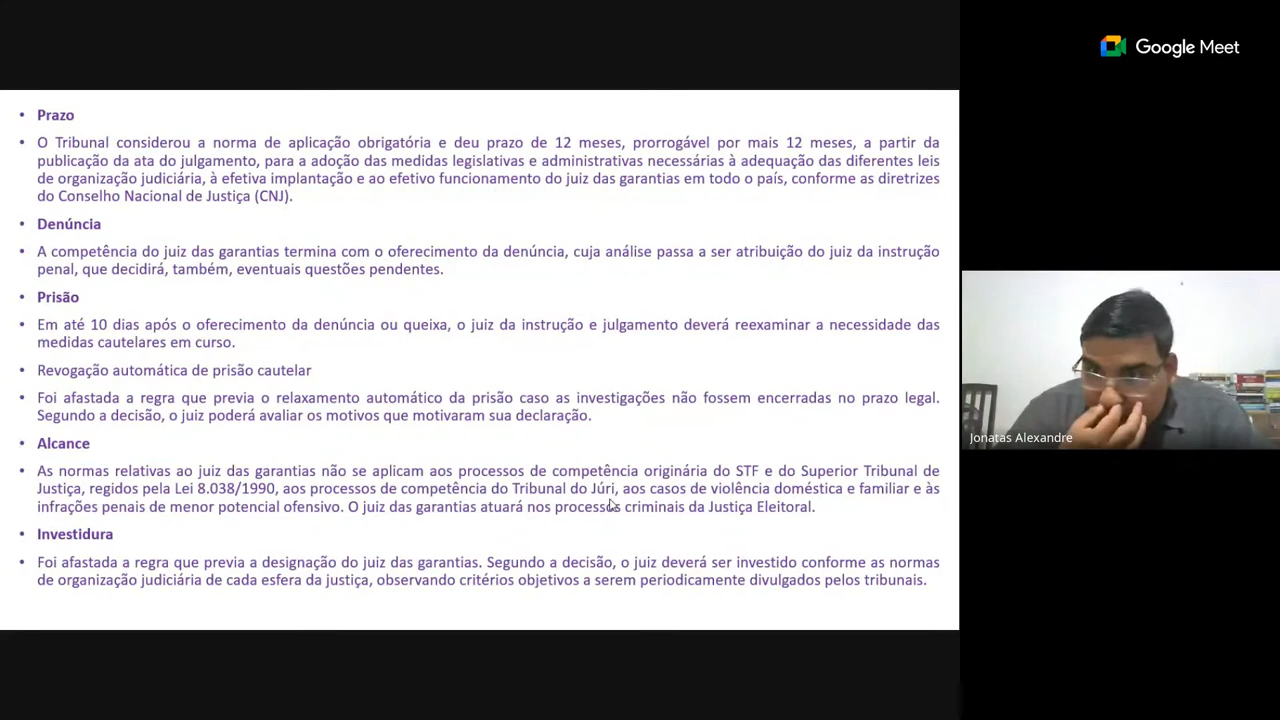 Google Meet
• Prazo
• O Tribunal considerou a norma de aplicação obrigatória e deu prazo de 12 meses, prorrogável por mais 12 meses, a partir da
publicação da ata do julgamento, para a adoção das medidas legislativas e administrativas necessárias à adequação das diferentes leis
de organização judiciária, à efetiva implantação e ao efetivo funcionamento do juiz das garantias em todo o país, conforme as diretrizes
do Conselho Nacional de Justiça (CNJ).
• Denúncia
• A competência do juiz das garantias termina com o oferecimento da denúncia, cuja análise passa a ser atribuição do juiz da instrução
penal, que decidirá, também, eventuais questões pendentes.
• Prisão
• Em até 10 dias após o oferecimento da denúncia ou queixa, o juiz da instrução e julgamento deverá reexaminar a necessidade das
medidas cautelares em curso.
• Revogação automática de prisão cautelar
• Foi afastada a regra que previa o relaxamento automático da prisão caso as investigações não fossem encerradas no prazo legal.
Segundo a decisão, o juiz poderá avaliar os motivos que motivaram sua declaração.
• Alcance
• As normas relativas ao juiz das garantias não se aplicam aos processos de competência originária do STF e do Superior Tribunal de
Justiça, regidos pela Lei 8.038/1990, aos processos de competência do Tribunal do Júri, aos casos de violência doméstica e familiar e às
infrações penais de menor potencial ofensivo. O juiz das garantias atuará nos processos criminais da Justiça Eleitoral.
• Investidura
• Foi afastada a regra que previa a designação do juiz das garantias. Segundo a decisão, o juiz deverá ser investido conforme as normas
de organização judiciária de cada esfera da justiça, observando critérios objetivos a serem periodicamente divulgados pelos tribunais.
Jonatas Alexandre